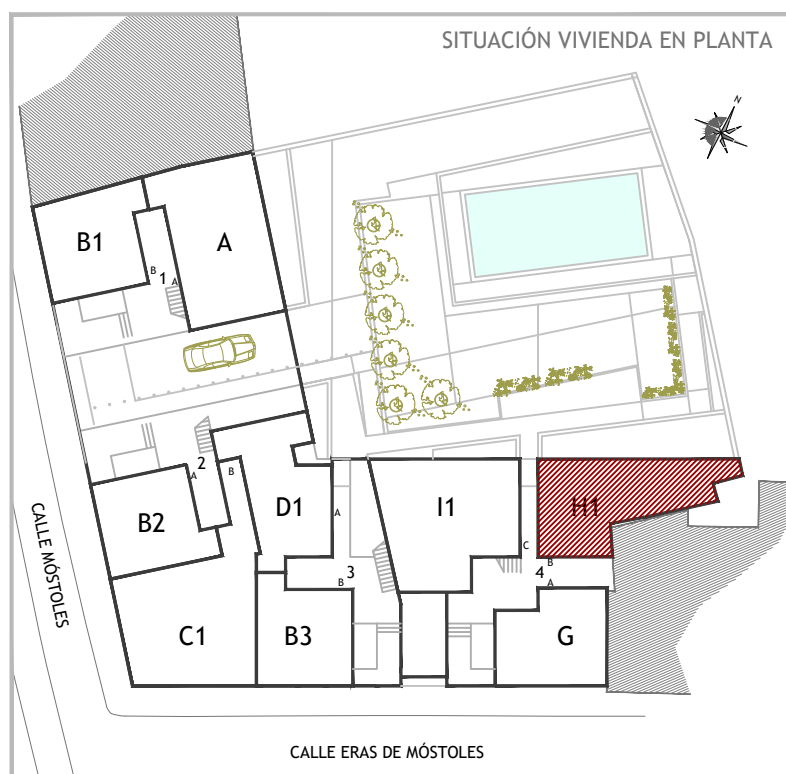 SITUACIÓN VIVIENDA EN PLANTA
N
B1
A
B
1
A
2
A
B
B2
D1
A
I1
H1
C
B
4
A
3
B
C1
B3
G
CALLE MÓSTOLES
CALLE ERAS DE MÓSTOLES